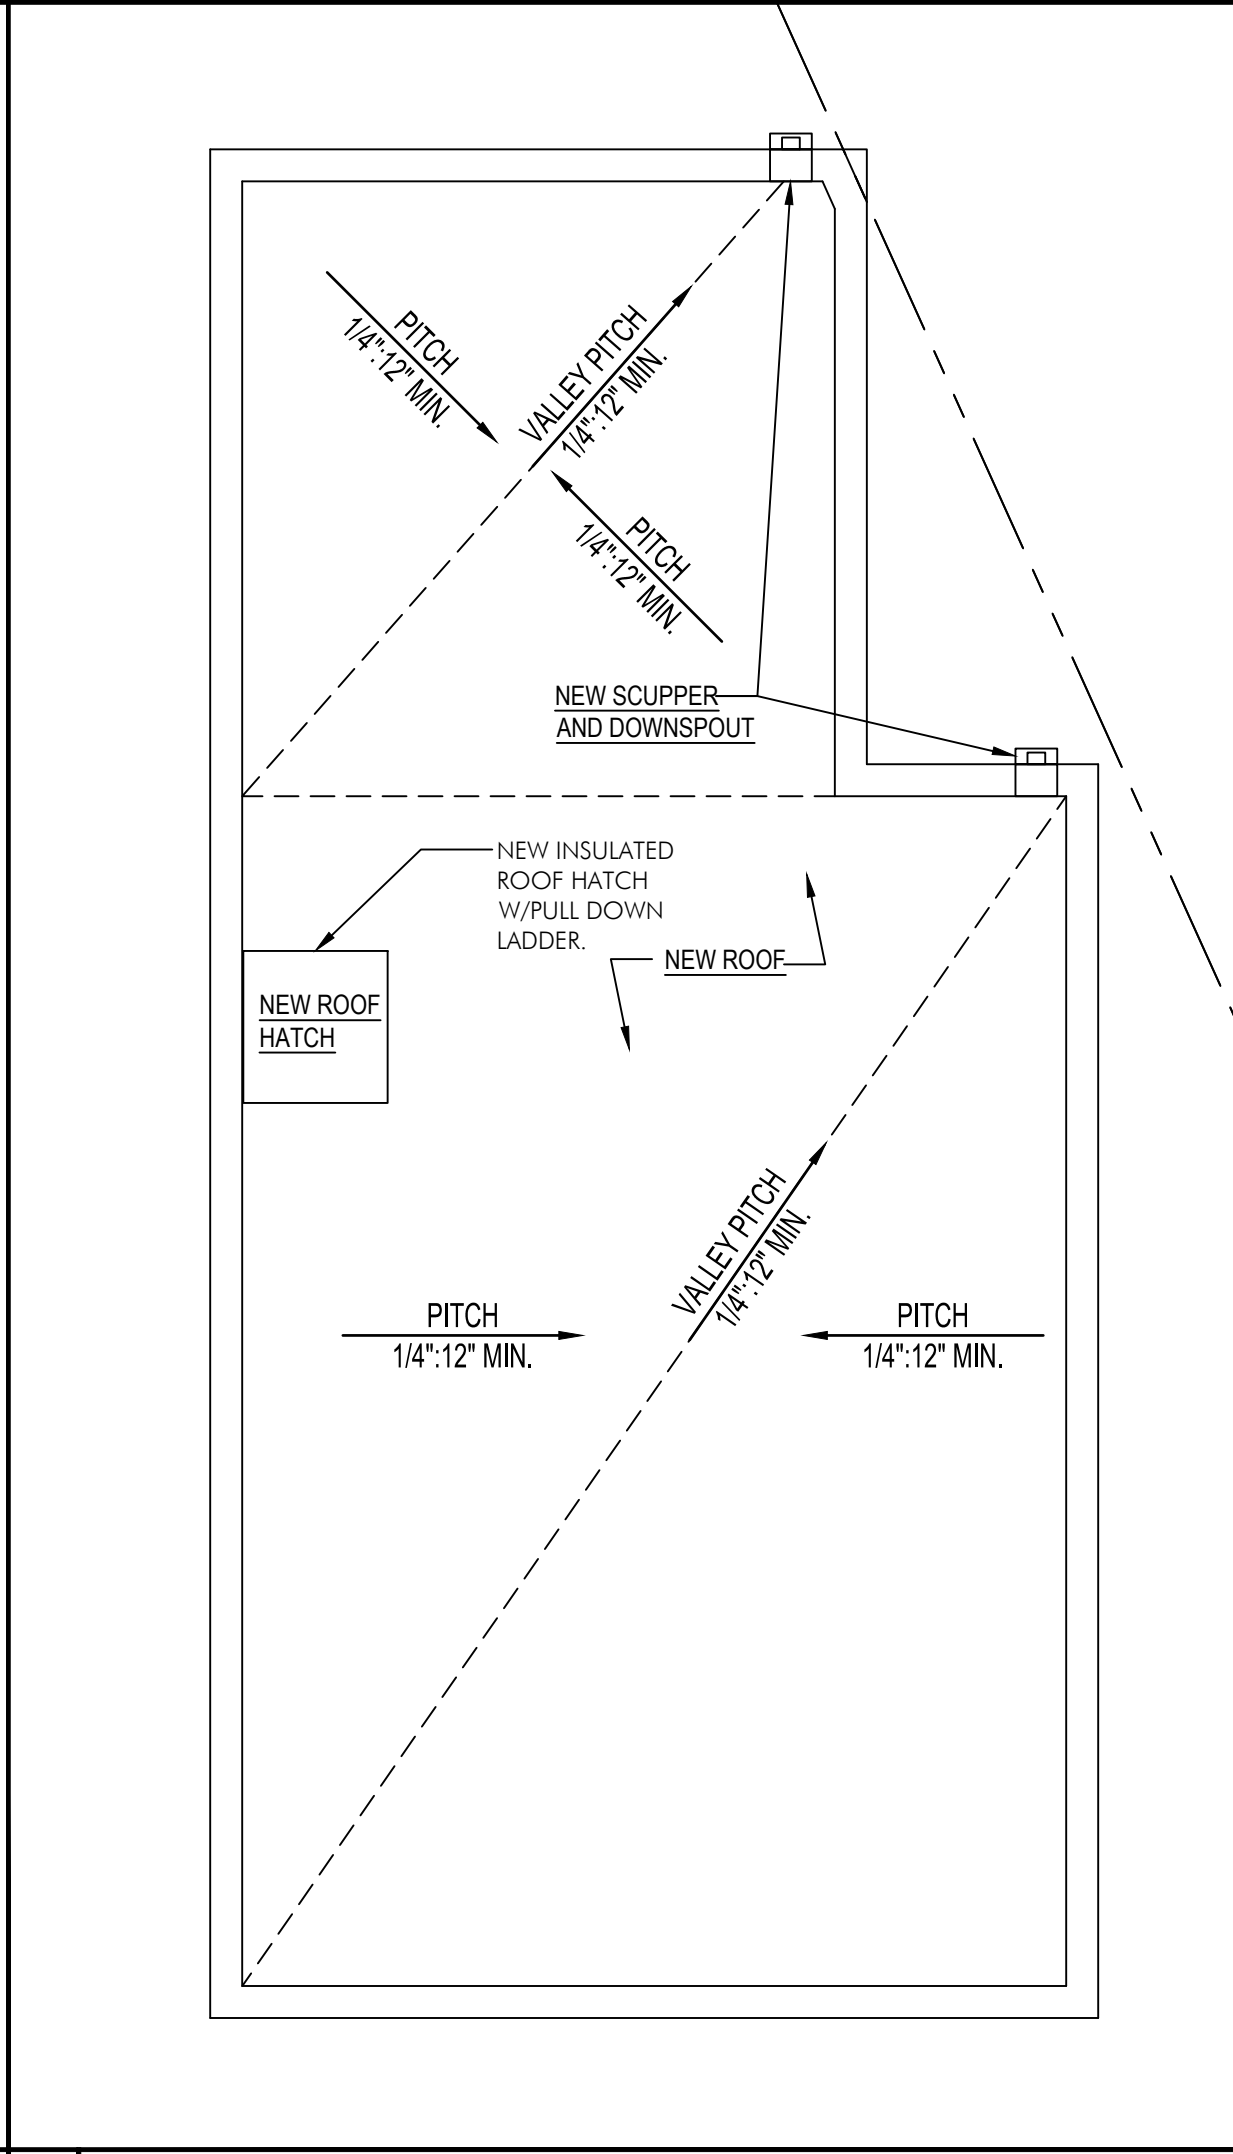 PITCH
1/4":12" MIN.
VALLEY PITCH
1/4":12" MIN.
PITCH
1/4":12" MIN.
NEW SCUPPER
AND DOWNSPOUT
NEW INSULATED
ROOF HATCH
W/PULL DOWN
LADDER.
NEW ROOF
NEW ROOF
HATCH
VALLEY PITCH
1/4":12" MIN.
PITCH
1/4":12" MIN.
PITCH
1/4":12" MIN.